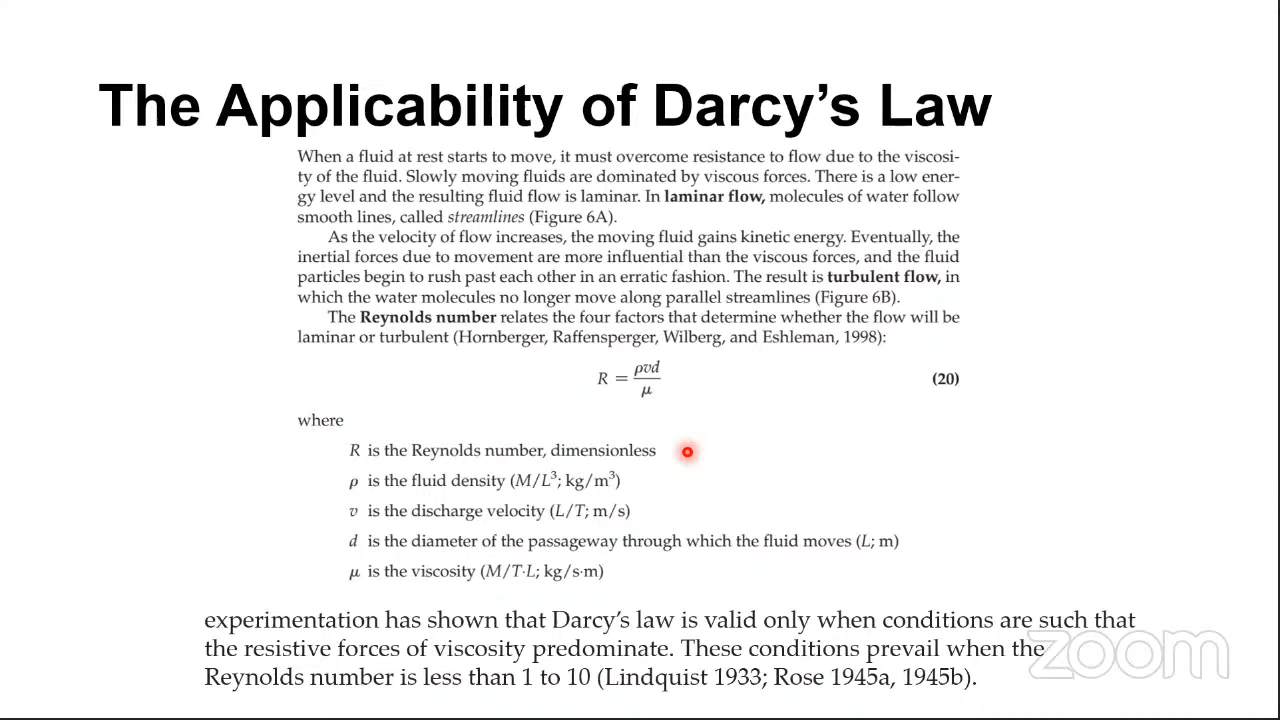 The Applicability of Darcy's Law
When a fluid at rest starts to move, it must overcome resistance to flow due to the viscosi-
ty of the fluid. Slowly moving fluids are dominated by viscous forces. There is a low ener-
gy level and the resulting fluid flow is laminar. In laminar flow, molecules of water follow
smooth lines, called streamlines (Figure 6A).
As the velocity of flow increases, the moving fluid gains kinetic energy. Eventually, the
inertial forces due to movement are more influential than the viscous forces, and the fluid
particles begin to rush past each other in an erratic fashion. The result is turbulent flow, in
which the water molecules no longer move along parallel streamlines (Figure 6B).
The Reynolds number relates the four factors that determine whether the flow will be
laminar or turbulent (Hornberger, Raffensperger, Wilberg, and Eshleman, 1998):
R = ρvd / μ (20)
where
R is the Reynolds number, dimensionless
ρ is the fluid density (M/L³; kg/m³)
v is the discharge velocity (L/T; m/s)
d is the diameter of the passageway through which the fluid moves (L; m)
μ is the viscosity (M/T·L; kg/s·m)
experimentation has shown that Darcy's law is valid only when conditions are such that
the resistive forces of viscosity predominate. These conditions prevail when the
Reynolds number is less than 1 to 10 (Lindquist 1933; Rose 1945a, 1945b).
zoom